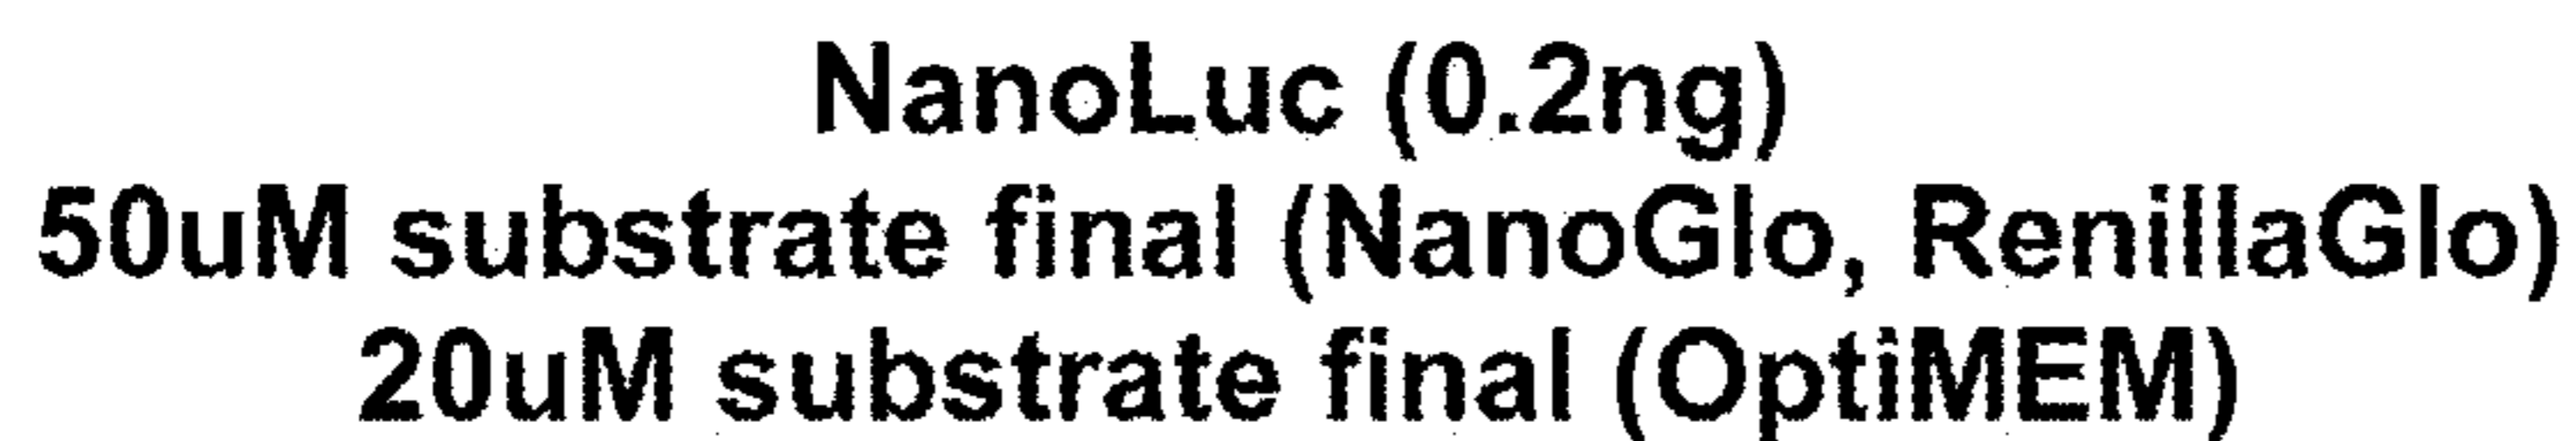 NanoLuc (0.2ng)
50uM substrate final (NanoGlo, RenillaGlo)
20uM substrate final (OptiMEM)